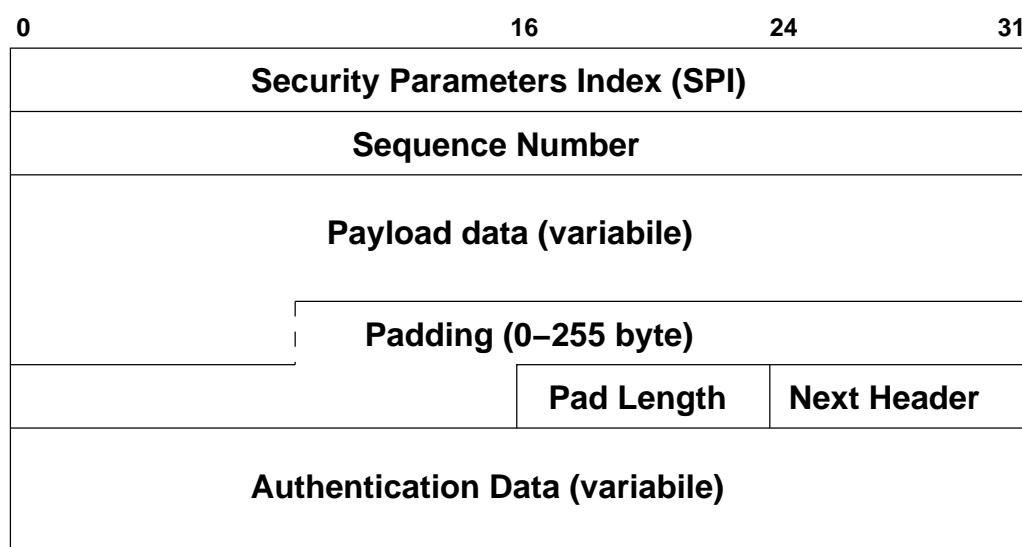 0 16 24 31
Security Parameters Index (SPI)
Sequence Number
Payload data (variabile)
Padding (0−255 byte)
Pad Length Next Header
Authentication Data (variabile)